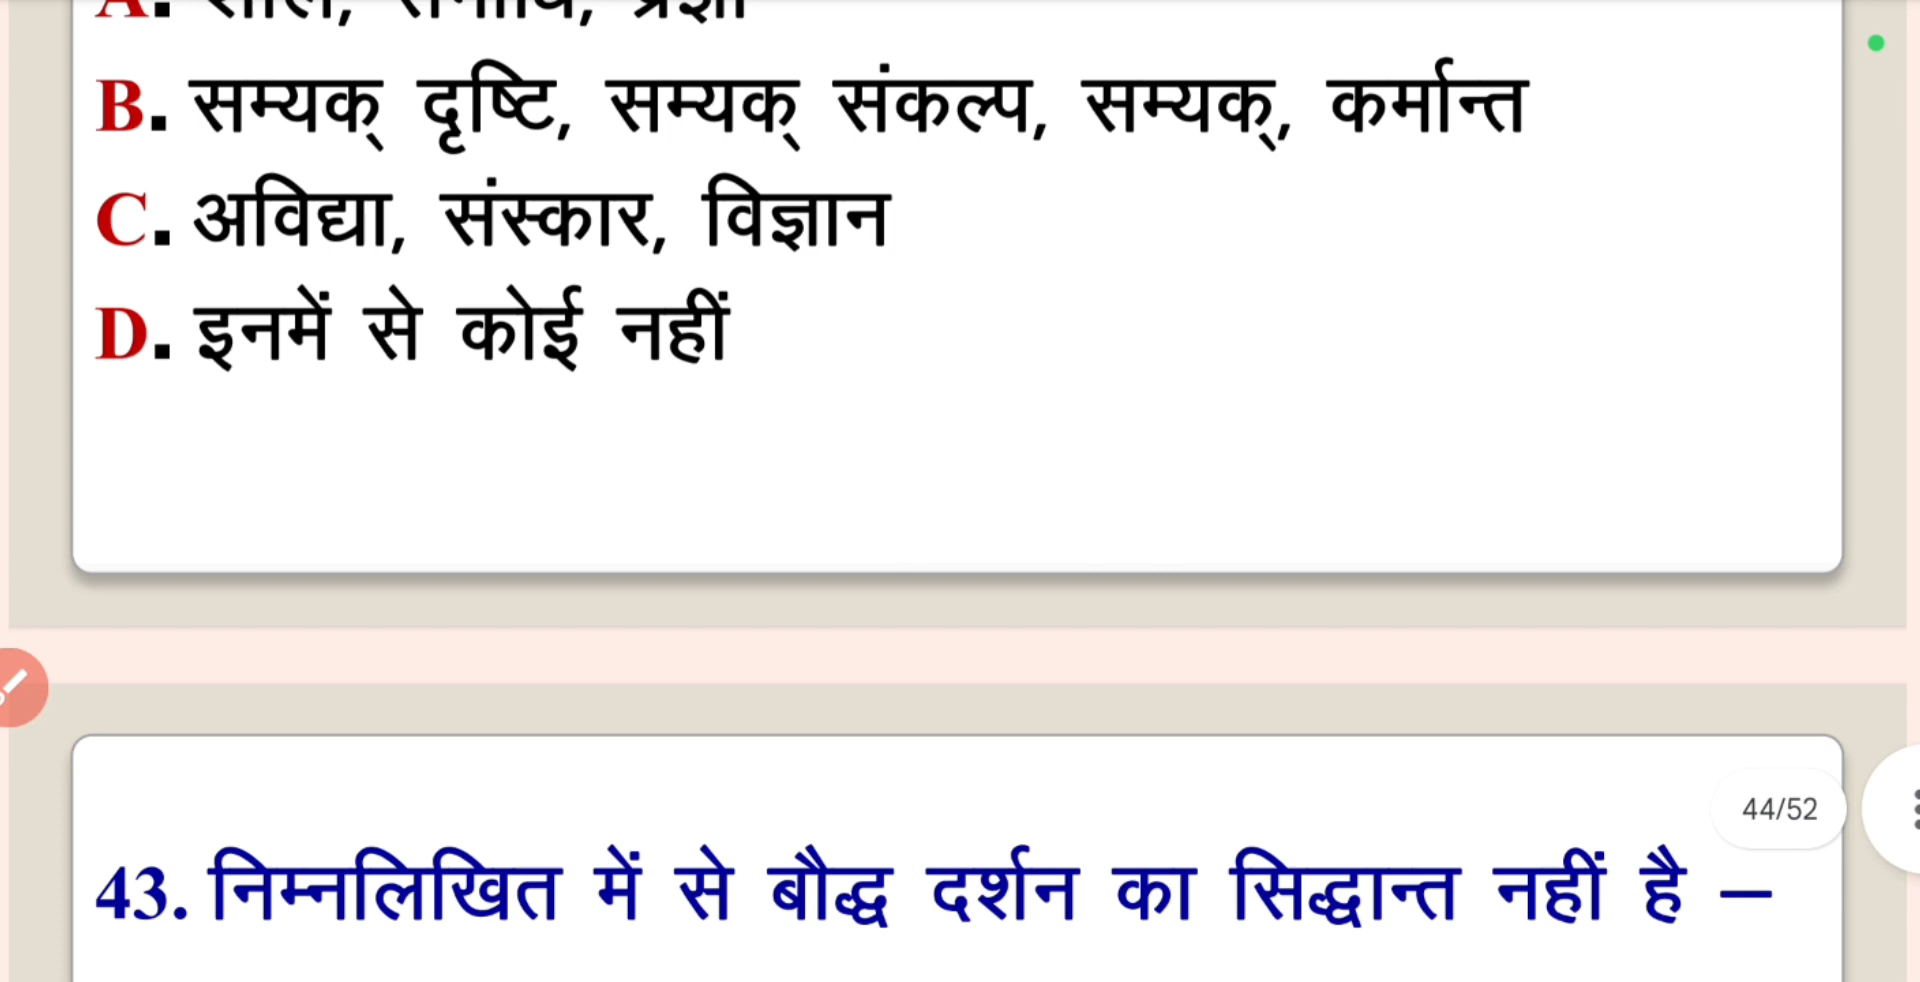 B. सम्यक् दृष्टि, सम्यक् संकल्प, सम्यक्, कर्मान्त
C. अविद्या, संस्कार, विज्ञान
D. इनमें से कोई नहीं
44/52
43. निम्नलिखित में से बौद्ध दर्शन का सिद्धान्त नहीं है —